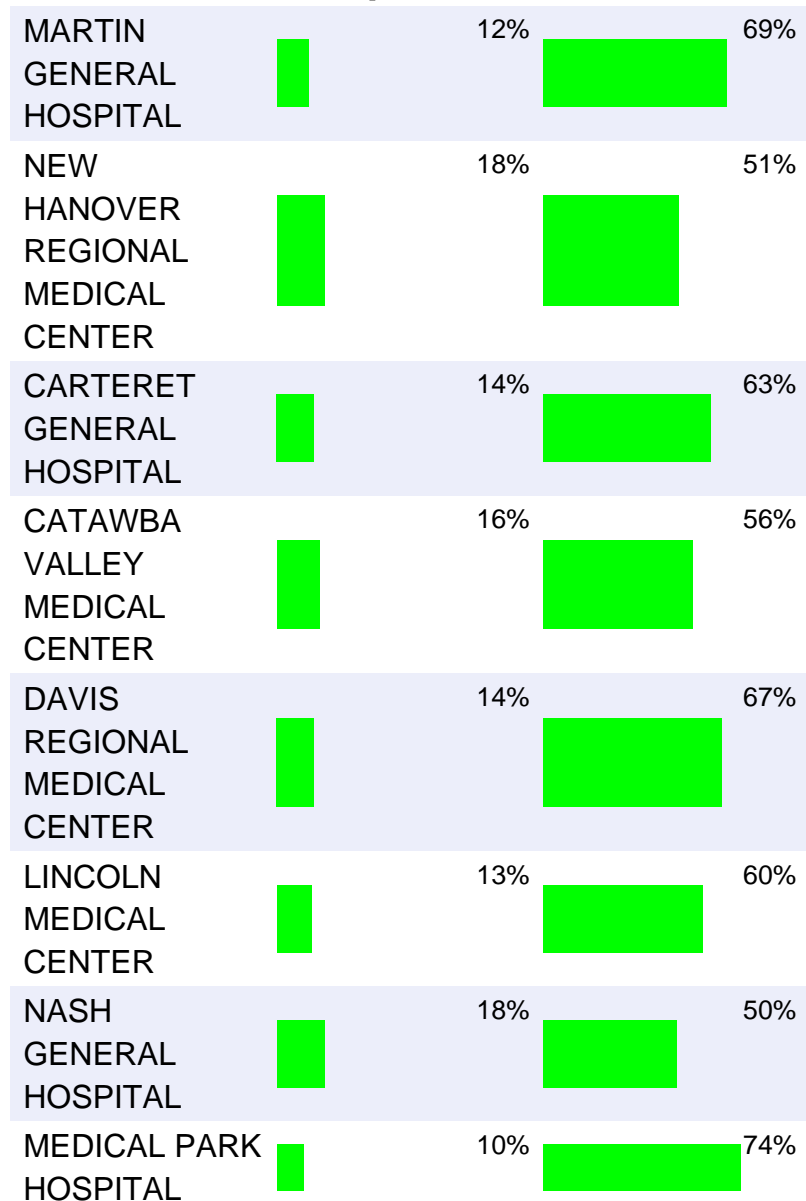 MARTIN 12% 69%
GENERAL
HOSPITAL
NEW 18% 51%
HANOVER
REGIONAL
MEDICAL
CENTER
CARTERET 14% 63%
GENERAL
HOSPITAL
CATAWBA 16% 56%
VALLEY
MEDICAL
CENTER
DAVIS 14% 67%
REGIONAL
MEDICAL
CENTER
LINCOLN 13% 60%
MEDICAL
CENTER
NASH 18% 50%
GENERAL
HOSPITAL
MEDICAL PARK 10% 74%
HOSPITAL